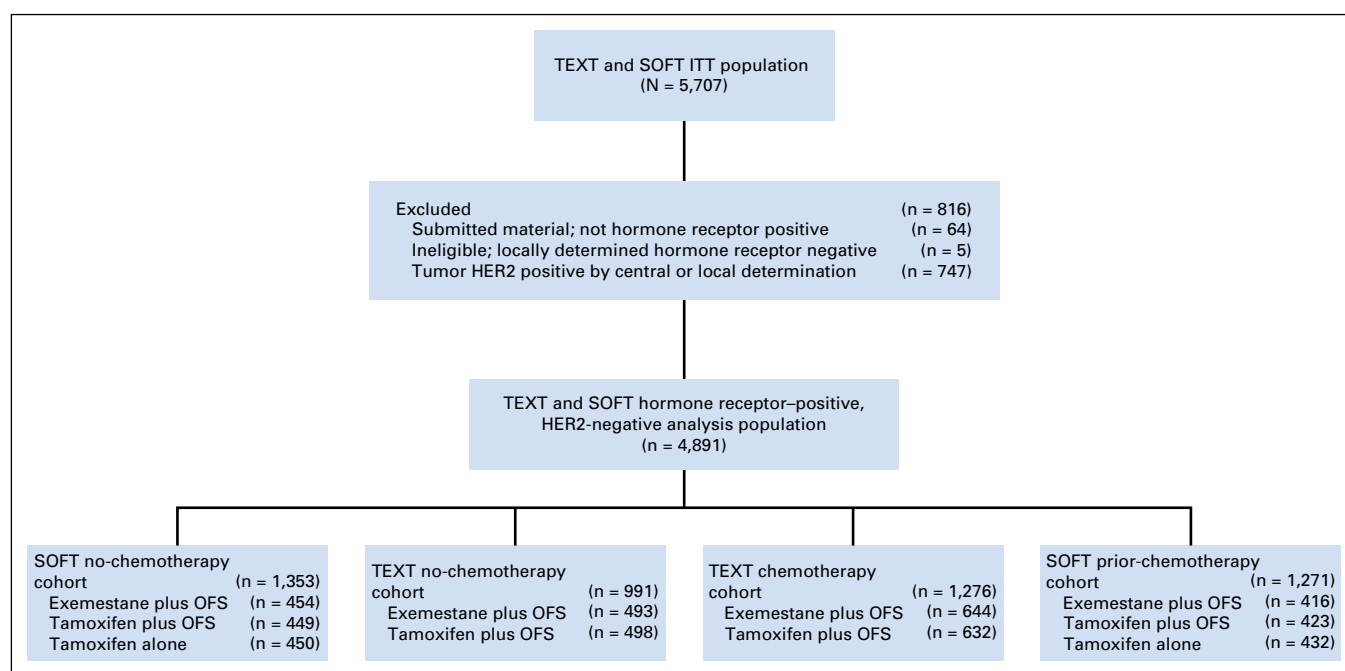 TEXT and SOFT ITT population
(N = 5,707)
Excluded (n = 816)
Submitted material; not hormone receptor positive (n = 64)
Ineligible; locally determined hormone receptor negative (n = 5)
Tumor HER2 positive by central or local determination (n = 747)
TEXT and SOFT hormone receptor–positive,
HER2-negative analysis population
(n = 4,891)
SOFT no-chemotherapy
cohort (n = 1,353)
Exemestane plus OFS (n = 454)
Tamoxifen plus OFS (n = 449)
Tamoxifen alone (n = 450)
TEXT no-chemotherapy
cohort (n = 991)
Exemestane plus OFS (n = 493)
Tamoxifen plus OFS (n = 498)
TEXT chemotherapy
cohort (n = 1,276)
Exemestane plus OFS (n = 644)
Tamoxifen plus OFS (n = 632)
SOFT prior-chemotherapy
cohort (n = 1,271)
Exemestane plus OFS (n = 416)
Tamoxifen plus OFS (n = 423)
Tamoxifen alone (n = 432)